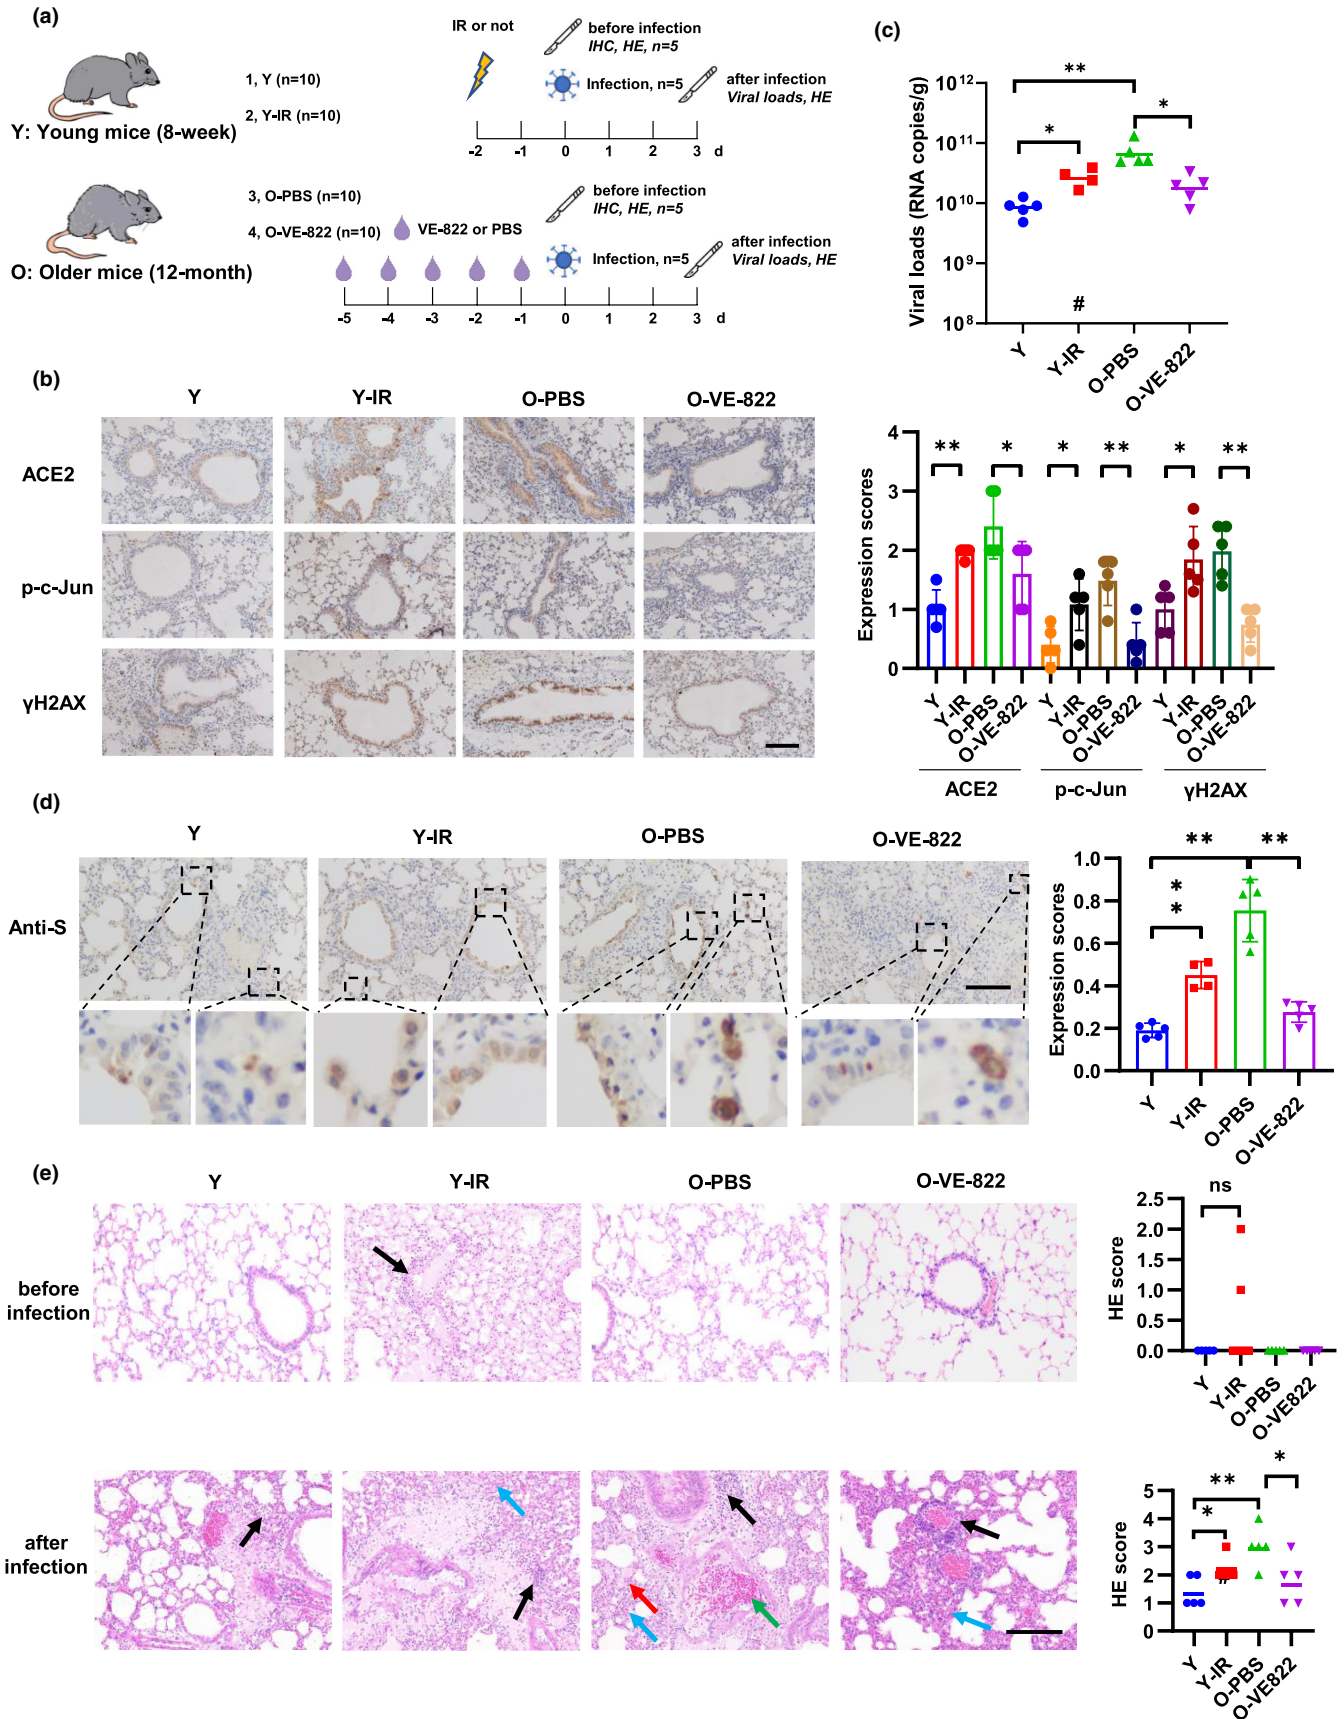 (a)
IR or not
before infection
IHC, HE, n=5
1, Y (n=10)
Infection, n=5
after infection
Viral loads, HE
2, Y-IR (n=10)
Y: Young mice (8-week)
-2 -1 0 1 2 3 d
before infection
IHC, HE, n=5
3, O-PBS (n=10)
4, O-VE-822 (n=10)
VE-822 or PBS
after infection
Viral loads, HE
Infection, n=5
O: Older mice (12-month)
-5 -4 -3 -2 -1 0 1 2 3 d
(c)
Viral loads (RNA copies/g)
10¹²
10¹¹
10¹⁰
10⁹
10⁸
** * *
#
Y Y-IR O-PBS O-VE-822
(b)
Y Y-IR O-PBS O-VE-822
ACE2
p-c-Jun
γH2AX
Expression scores
4
3
2
1
0
** * * ** * **
Y Y-IR O-PBS O-VE-822 Y Y-IR O-PBS O-VE-822 Y Y-IR O-PBS O-VE-822
ACE2 p-c-Jun γH2AX
(d)
Y Y-IR O-PBS O-VE-822
Anti-S
Expression scores
1.0
0.8
0.6
0.4
0.2
0.0
** ** * *
Y Y-IR O-PBS O-VE-822
(e)
Y Y-IR O-PBS O-VE-822
before
infection
HE score
2.5
2.0
1.5
1.0
0.5
0.0
ns
Y Y-IR O-PBS O-VE822
after
infection
HE score
5
4
3
2
1
0
* ** *
#
Y Y-IR O-PBS O-VE822